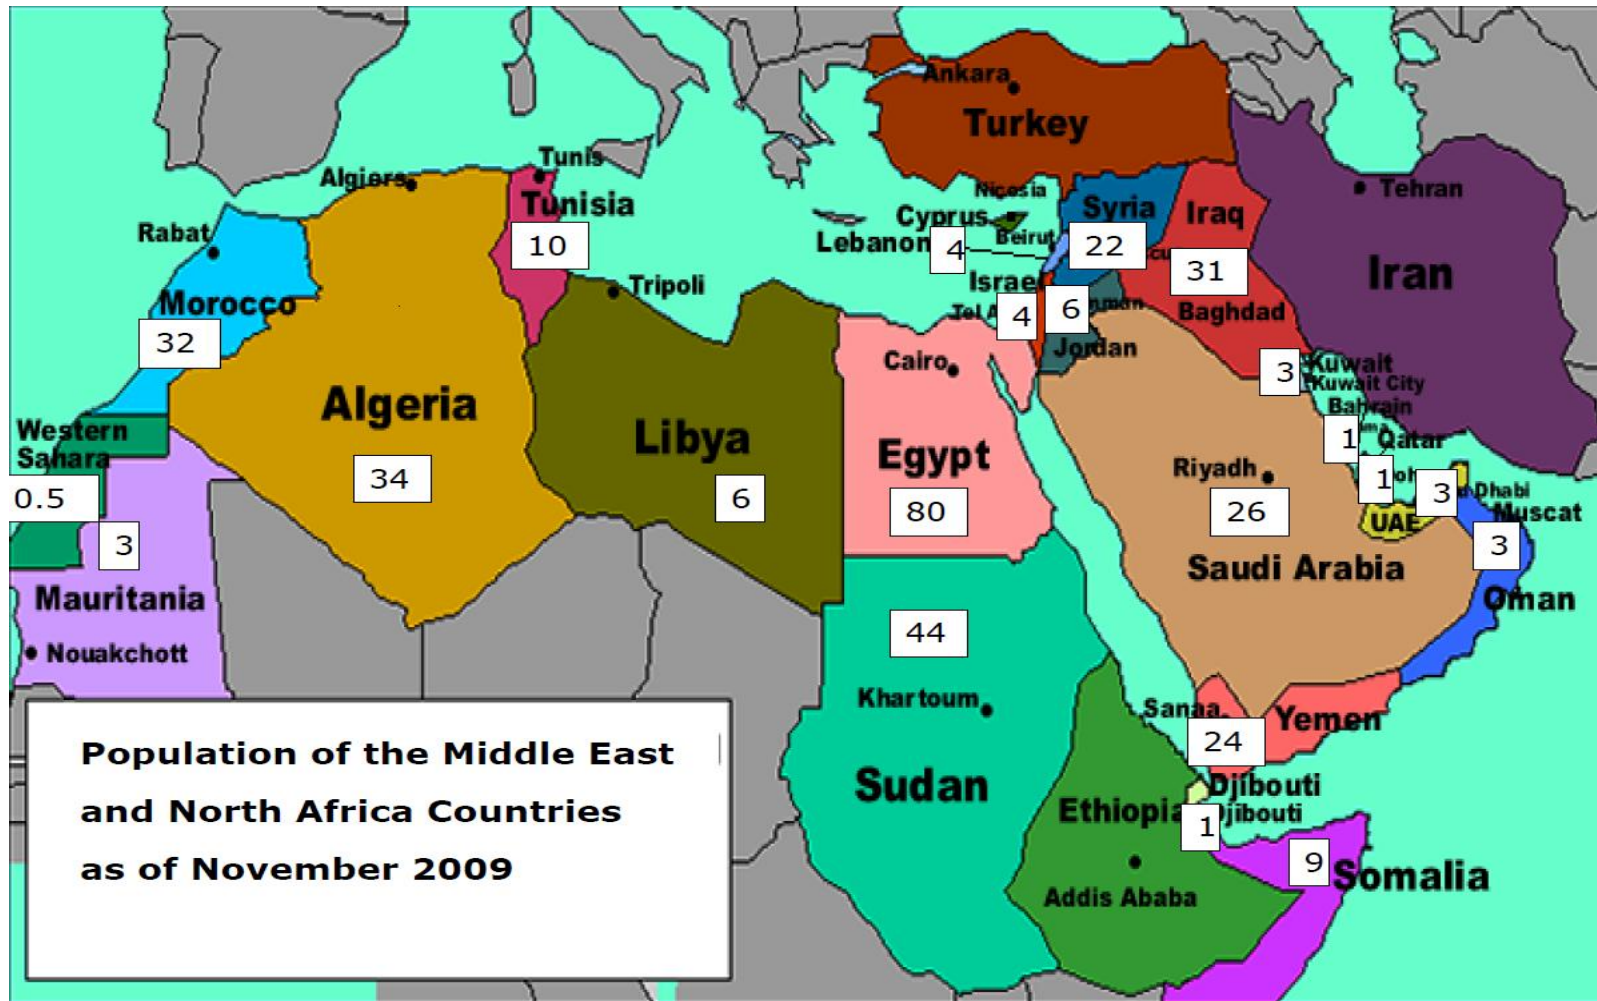 Ankara
Turkey
Tunis
Algiers
Tunisia
10
Nicosia
Cyprus
Syria
22
Iraq
31
Tehran
Iran
Rabat
Morocco
32
Lebanon
4
Beirut
Israel
4
6
Jordan
Baghdad
Tripoli
Cairo
3
Kuwait
Kuwait City
Bahrain
1
Qatar
1
Algeria
34
Libya
6
Egypt
80
Riyadh
26
Saudi Arabia
3
Dhabi
UAE
Muscat
3
Oman
Western
Sahara
0.5
3
Mauritania
Nouakchott
44
Khartoum
Sudan
Sanaa
24
Yemen
Djibouti
Djibouti
1
Ethiopia
Addis Ababa
9
Somalia
Population of the Middle East
and North Africa Countries
as of November 2009